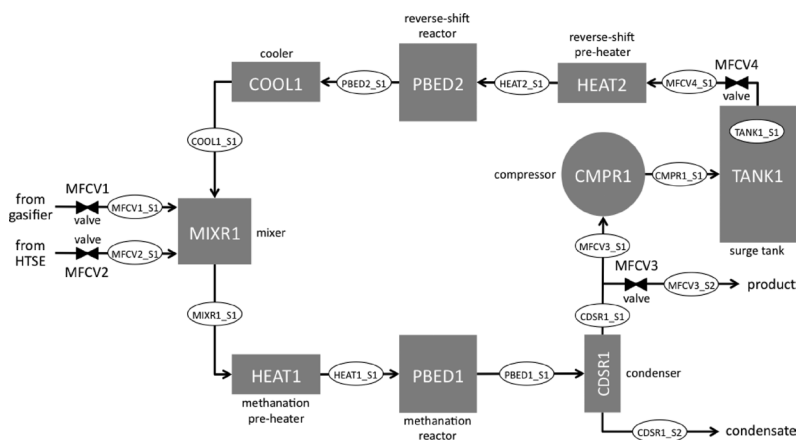 reverse-shift
reactor
reverse-shift
pre-heater
cooler
MFCV4
COOL1
PBED2_S1
PBED2
HEAT2_S1
HEAT2
MFCV4_S1
valve
TANK1_S1
COOL1_S1
compressor
CMPR1
CMPR1_S1
TANK1
from
gasifier
MFCV1
MFCV1_S1
valve
MIXR1
mixer
from
HTSE
valve
MFCV2_S1
MFCV2
MFCV3_S1
surge tank
MFCV3
valve
MFCV3_S2
product
MIXR1_S1
CDSR1_S1
HEAT1
HEAT1_S1
PBED1
PBED1_S1
CDSR1
condenser
methanation
pre-heater
methanation
reactor
CDSR1_S2
condensate